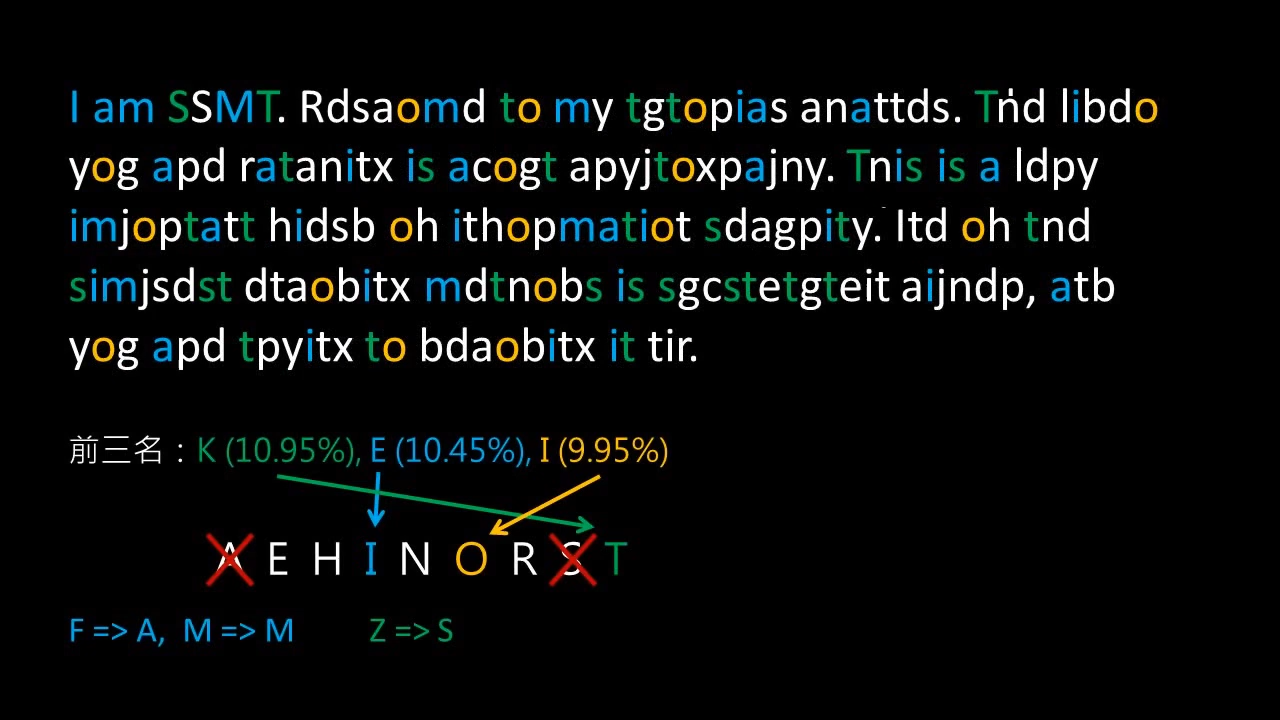 I am SSMT. Rdsaomd to my tgtopias anattds. Tnd libdo
yog apd ratanitx is acogt apyjtoxpajny. Tnis is a ldpy
imjoptatt hidsb oh ithopmatiot sdagpity. Itd oh tnd
simjsdst dtaobitx mdtnobs is sgcstetgteit aijndp, atb
yog apd tpyitx to bdaobitx it tir.
前三名：K (10.95%), E (10.45%), I (9.95%)
A E H I N O R S T
F => A, M => M Z => S